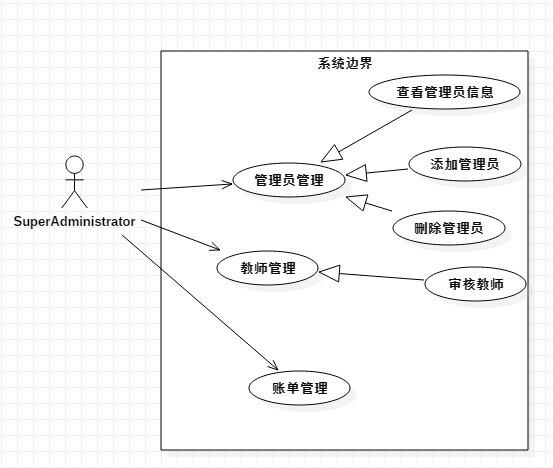 系统边界
查看管理员信息
添加管理员
管理员管理
SuperAdministrator
删除管理员
教师管理
审核教师
账单管理